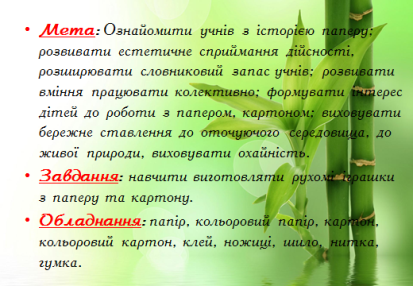 • Мета: Ознайомити учнів з історією паперу;
розвивати естетичне сприймання дійсності,
розширювати словниковий запас учнів; розвивати
вміння працювати колективно; формувати інтерес
дітей до роботи з папером, картоном; виховувати
бережне ставлення до оточуючого середовища, до
живої природи, виховувати охайність.
• Завдання: навчити виготовляти рухомі іграшки
з паперу та картону.
• Обладнання: папір, кольоровий папір, картон,
кольоровий картон, клей, ножиці, шило, нитка,
гумка.